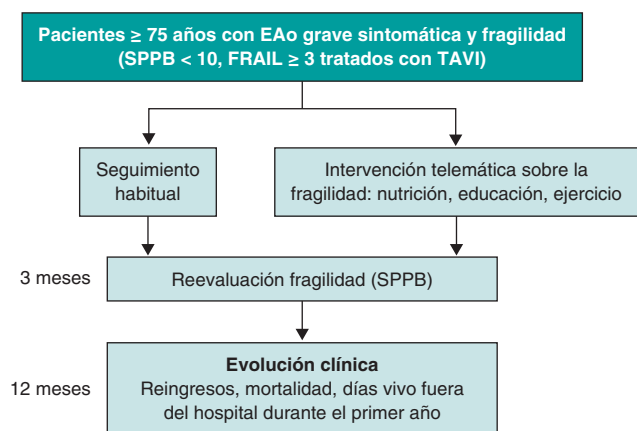 Pacientes ≥ 75 años con EAo grave sintomática y fragilidad
(SPPB < 10, FRAIL ≥ 3 tratados con TAVI)
Seguimiento
habitual
Intervención telemática sobre la
fragilidad: nutrición, educación, ejercicio
3 meses
Reevaluación fragilidad (SPPB)
Evolución clínica
12 meses
Reingresos, mortalidad, días vivo fuera
del hospital durante el primer año